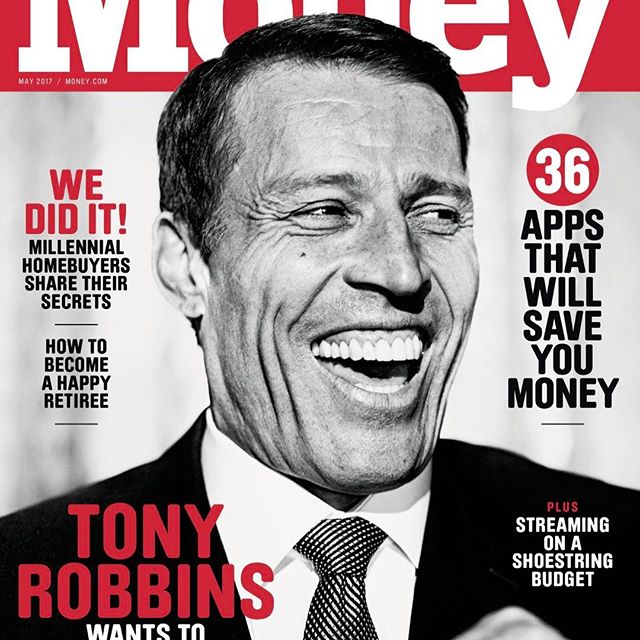 Money
MAY 2017 / MONEY.COM
WE
DID IT!
MILLENNIAL
HOMEBUYERS
SHARE THEIR
SECRETS
HOW TO
BECOME
A HAPPY
RETIREE
36
APPS
THAT
WILL
SAVE
YOU
MONEY
TONY
ROBBINS
WANTS TO
PLUS
STREAMING
ON A
SHOESTRING
BUDGET